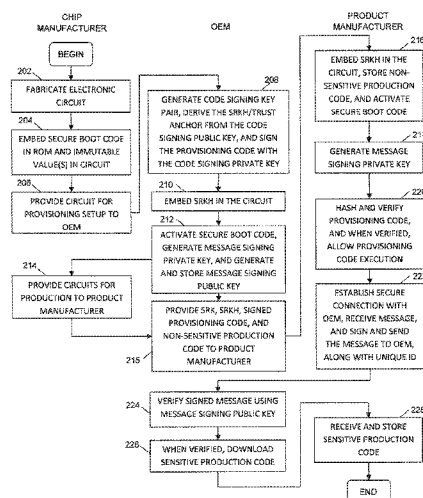 CHIP
MANUFACTURER
BEGIN
202
FABRICATE ELECTRONIC
CIRCUIT
204
EMBED SECURE BOOT CODE
IN ROM AND IMMUTABLE
VALUE(S) IN CIRCUIT
206
PROVIDE CIRCUIT FOR
PROVISIONING SETUP TO
OEM
214
PROVIDE CIRCUITS FOR
PRODUCTION TO PRODUCT
MANUFACTURER
OEM
208
GENERATE CODE SIGNING KEY
PAIR, DERIVE THE SRKH/TRUST
ANCHOR FROM THE CODE
SIGNING PUBLIC KEY, AND SIGN
THE PROVISIONING CODE WITH
THE CODE SIGNING PRIVATE KEY
210
EMBED SRKH IN THE CIRCUIT
212
ACTIVATE SECURE BOOT CODE,
GENERATE MESSAGE SIGNING
PRIVATE KEY, AND GENERATE
AND STORE MESSAGE SIGNING
PUBLIC KEY
PROVIDE SRK, SRKH, SIGNED
PROVISIONING CODE, AND
NON-SENSITIVE PRODUCTION
CODE TO PRODUCT
MANUFACTURER
215
224
VERIFY SIGNED MESSAGE USING
MESSAGE SIGNING PUBLIC KEY
226
WHEN VERIFIED, DOWNLOAD
SENSITIVE PRODUCTION CODE
PRODUCT
MANUFACTURER
216
EMBED SRKH IN THE
CIRCUIT, STORE NON-
SENSITIVE PRODUCTION
CODE, AND ACTIVATE
SECURE BOOT CODE
GENERATE MESSAGE
SIGNING PRIVATE KEY
220
HASH AND VERIFY
PROVISIONING CODE,
AND WHEN VERIFIED,
ALLOW PROVISIONING
CODE EXECUTION
ESTABLISH SECURE
CONNECTION WITH
OEM, RECEIVE MESSAGE,
AND SIGN AND SEND
THE MESSAGE TO OEM,
ALONG WITH UNIQUE ID
228
RECEIVE AND STORE
SENSITIVE PRODUCTION
CODE
END